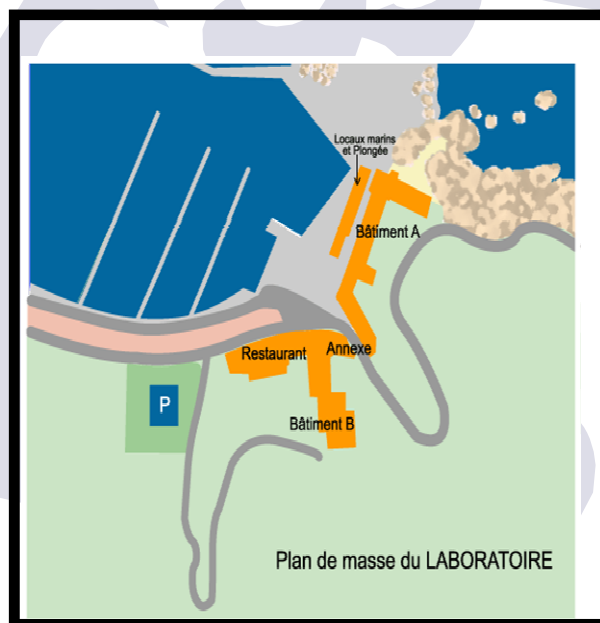 Locaux marins
et Plongée
Bâtiment A
Restaurant
Annexe
P
Bâtiment B
Plan de masse du LABORATOIRE